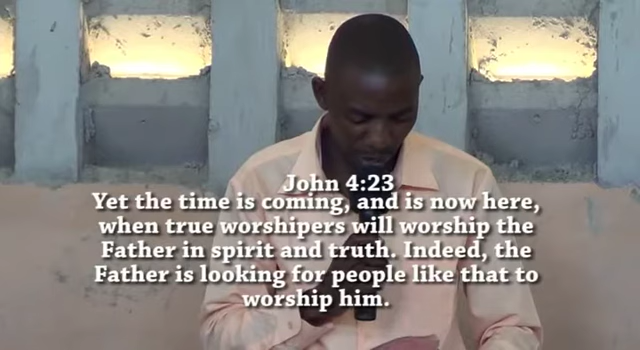 John 4:23
Yet the time is coming, and is now here,
when true worshipers will worship the
Father in spirit and truth. Indeed, the
Father is looking for people like that to
worship him.